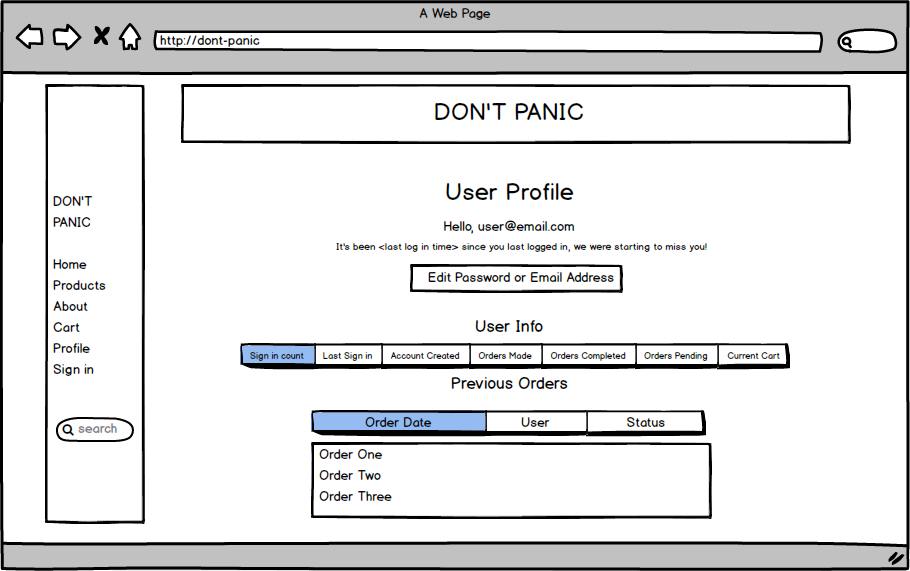 A Web Page
http://dont-panic
DON'T PANIC
DON'T
PANIC
Home
Products
About
Cart
Profile
Sign in
search
User Profile
Hello, user@email.com
It's been <last log in time> since you last logged in, we were starting to miss you!
Edit Password or Email Address
User Info
Sign in count Last Sign in Account Created Orders Made Orders Completed Orders Pending Current Cart
Previous Orders
Order Date User Status
Order One
Order Two
Order Three